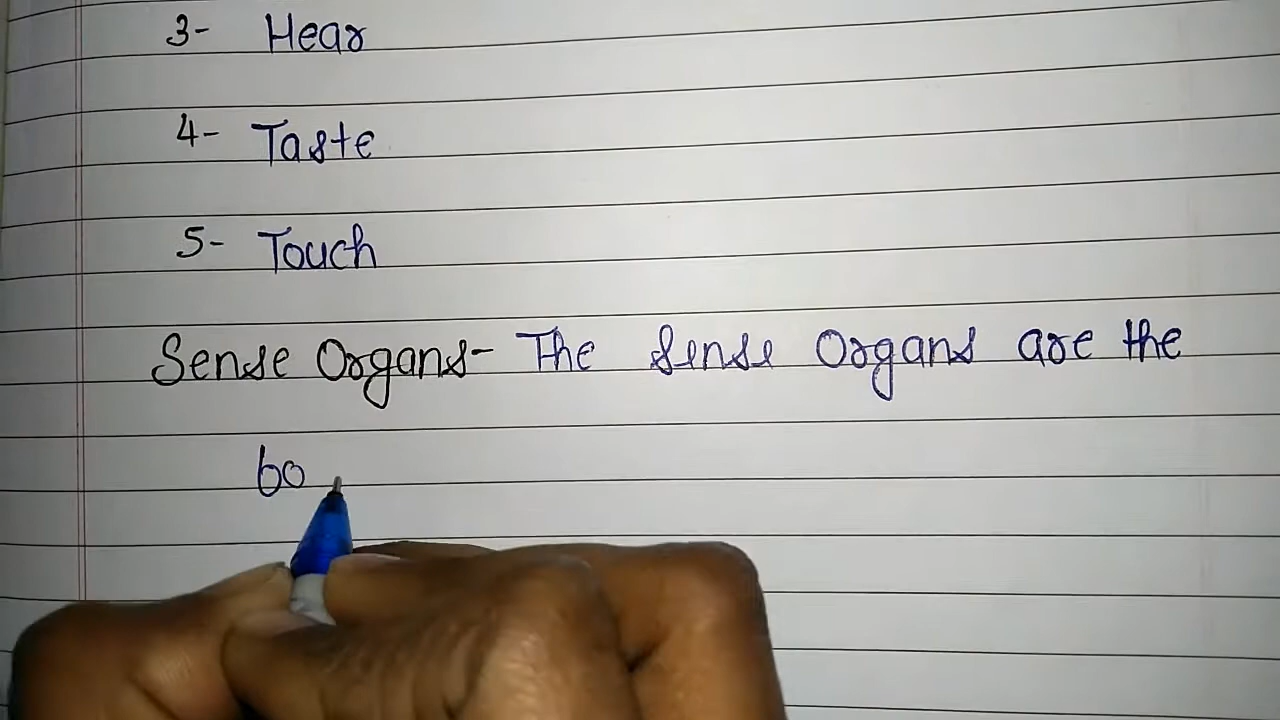 3- Hear
4- Taste
5- Touch
Sense Organs- The Sense Organs are the
bo